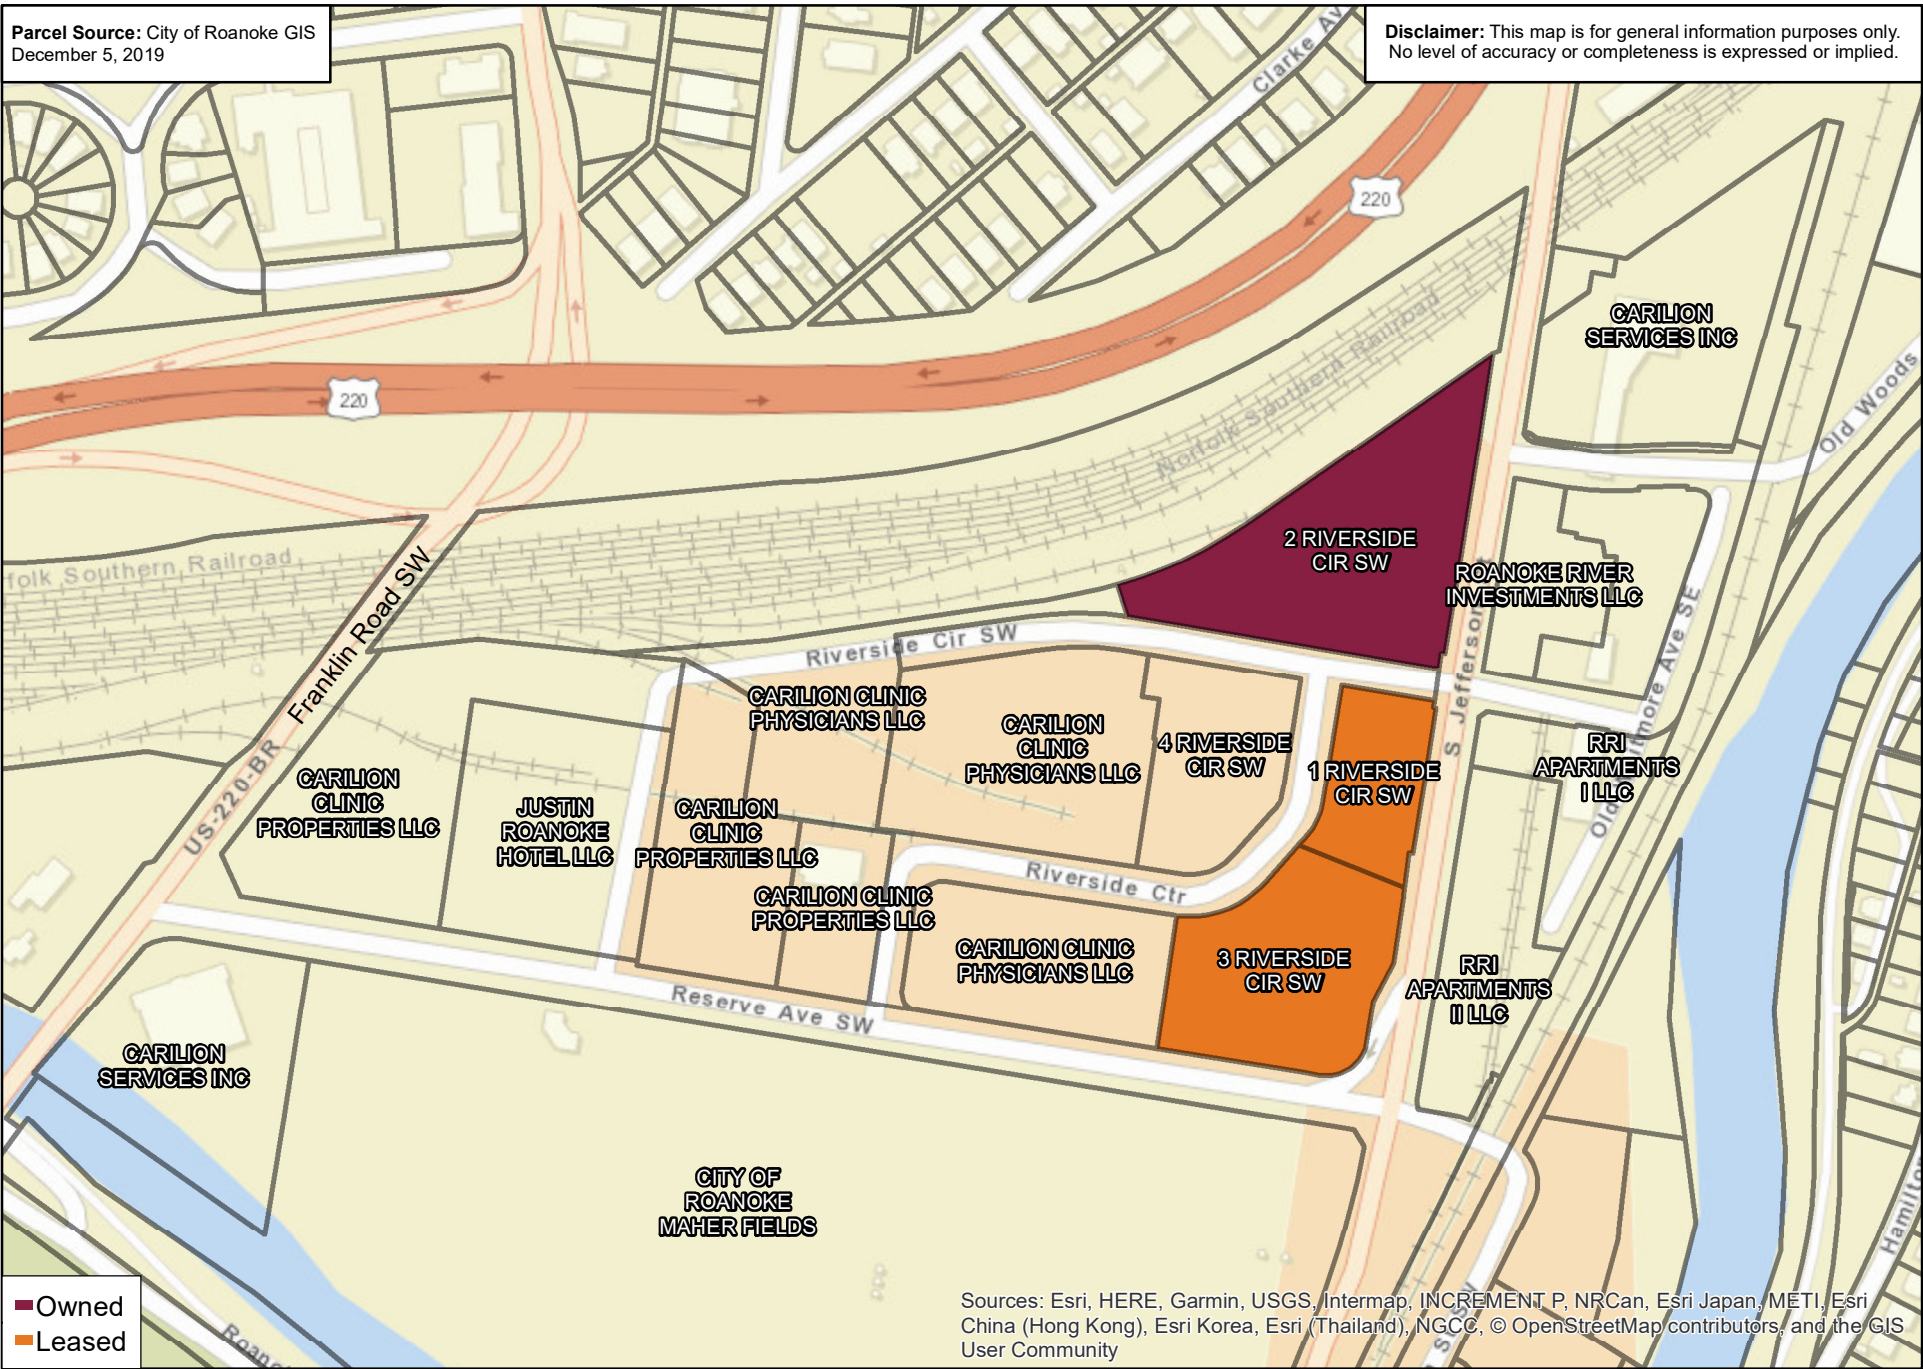 Parcel Source: City of Roanoke GIS
December 5, 2019
Disclaimer: This map is for general information purposes only.
No level of accuracy or completeness is expressed or implied.
Clarke Av
220
220
CARILION
SERVICES INC
Old Woods
Norfolk Southern Railroad
folk Southern Railroad
Franklin Road SW
US-220-BR
2 RIVERSIDE
CIR SW
ROANOKE RIVER
INVESTMENTS LLC
S Jefferson
Riverside Cir SW
CARILION CLINIC
PHYSICIANS LLC
CARILION
CLINIC
PHYSICIANS LLC
4 RIVERSIDE
CIR SW
1 RIVERSIDE
CIR SW
RRI
APARTMENTS
I LLC
CARILION
CLINIC
PROPERTIES LLC
JUSTIN
ROANOKE
HOTEL LLC
CARILION
CLINIC
PROPERTIES LLC
Riverside Ctr
CARILION CLINIC
PROPERTIES LLC
CARILION CLINIC
PHYSICIANS LLC
3 RIVERSIDE
CIR SW
RRI
APARTMENTS
II LLC
Reserve Ave SW
CARILION
SERVICES INC
CITY OF
ROANOKE
MAHER FIELDS
Hamilto
Owned
Leased
Roano
St SW
Sources: Esri, HERE, Garmin, USGS, Intermap, INCREMENT P, NRCan, Esri Japan, METI, Esri
China (Hong Kong), Esri Korea, Esri (Thailand), NGCC, © OpenStreetMap contributors, and the GIS
User Community